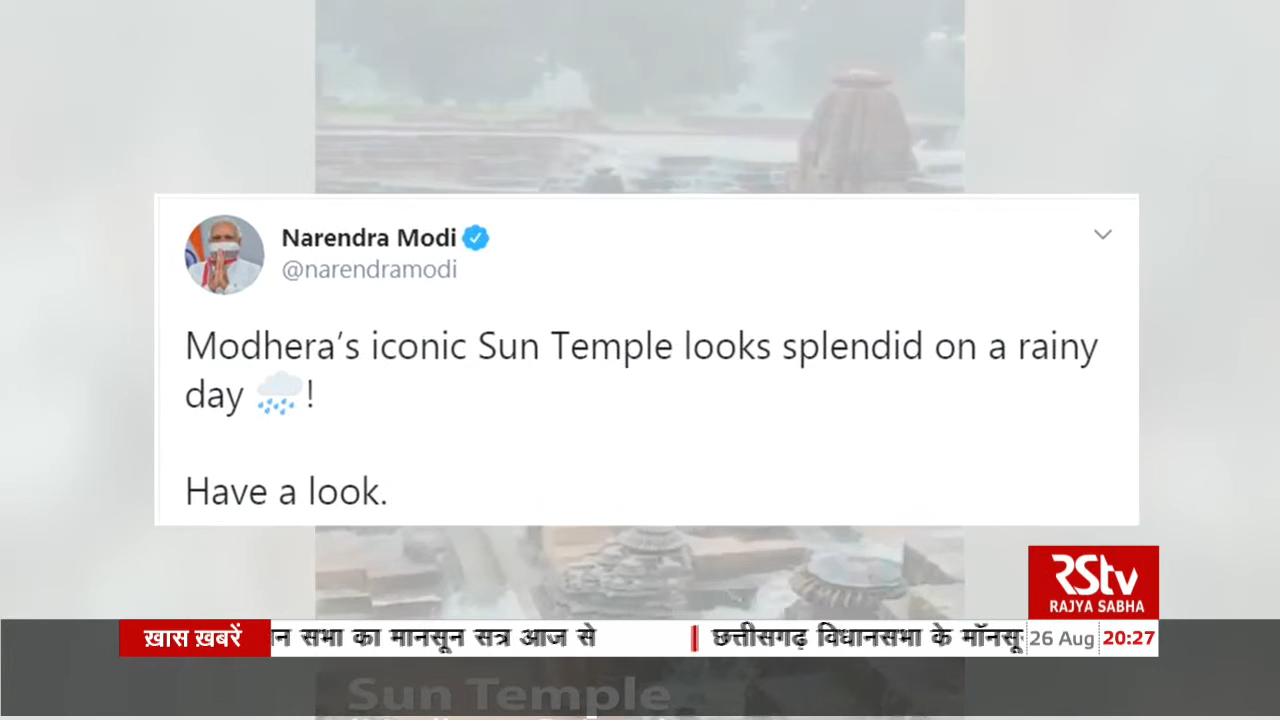 Narendra Modi
@narendramodi
Modhera's iconic Sun Temple looks splendid on a rainy
day 🌧️!
Have a look.
RStv
RAJYA SABHA
ख़ास ख़बरें
सभा का मानसून सत्र आज से | छत्तीसगढ़ विधानसभा के
26 Aug 20:27
Sun Temple